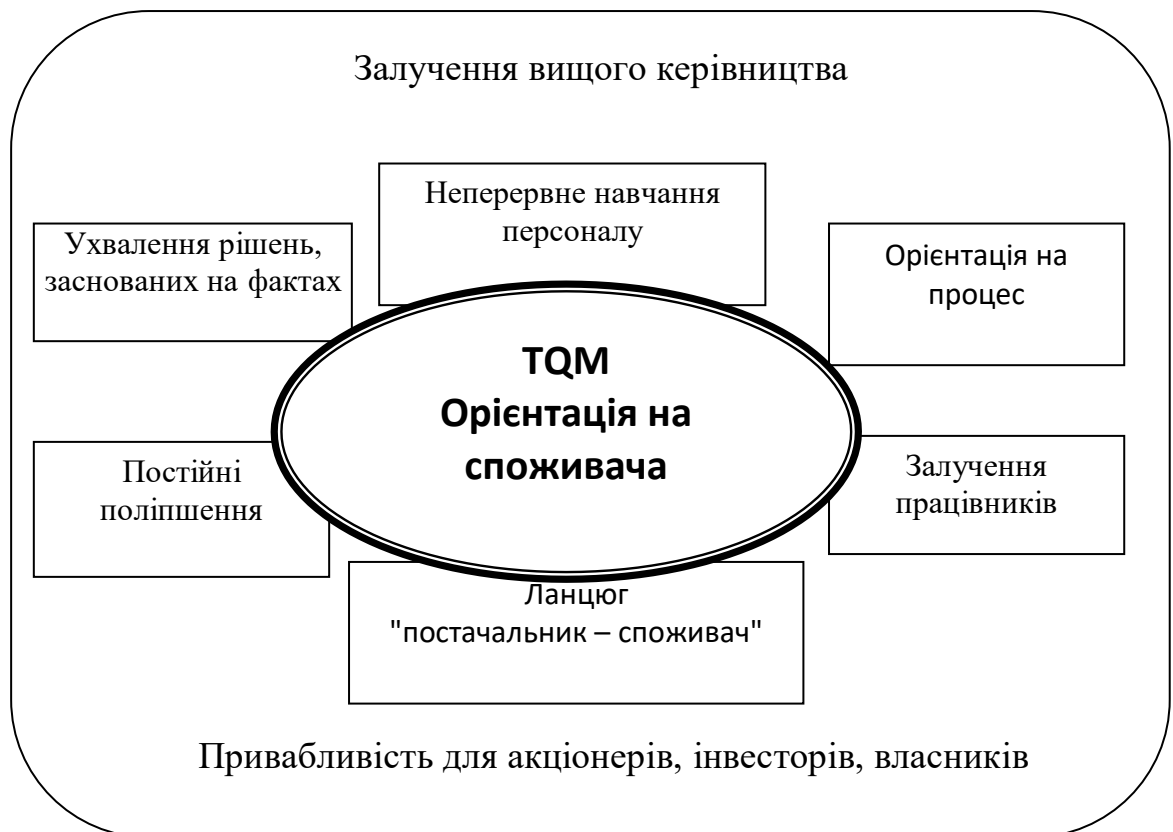 Залучення вищого керівництва
Неперервне навчання
персоналу
Ухвалення рішень,
заснованих на фактах
Орієнтація на
процес
TQM
Орієнтація на
споживача
Постійні
поліпшення
Залучення
працівників
Ланцюг
"постачальник – споживач"
Привабливість для акціонерів, інвесторів, власників